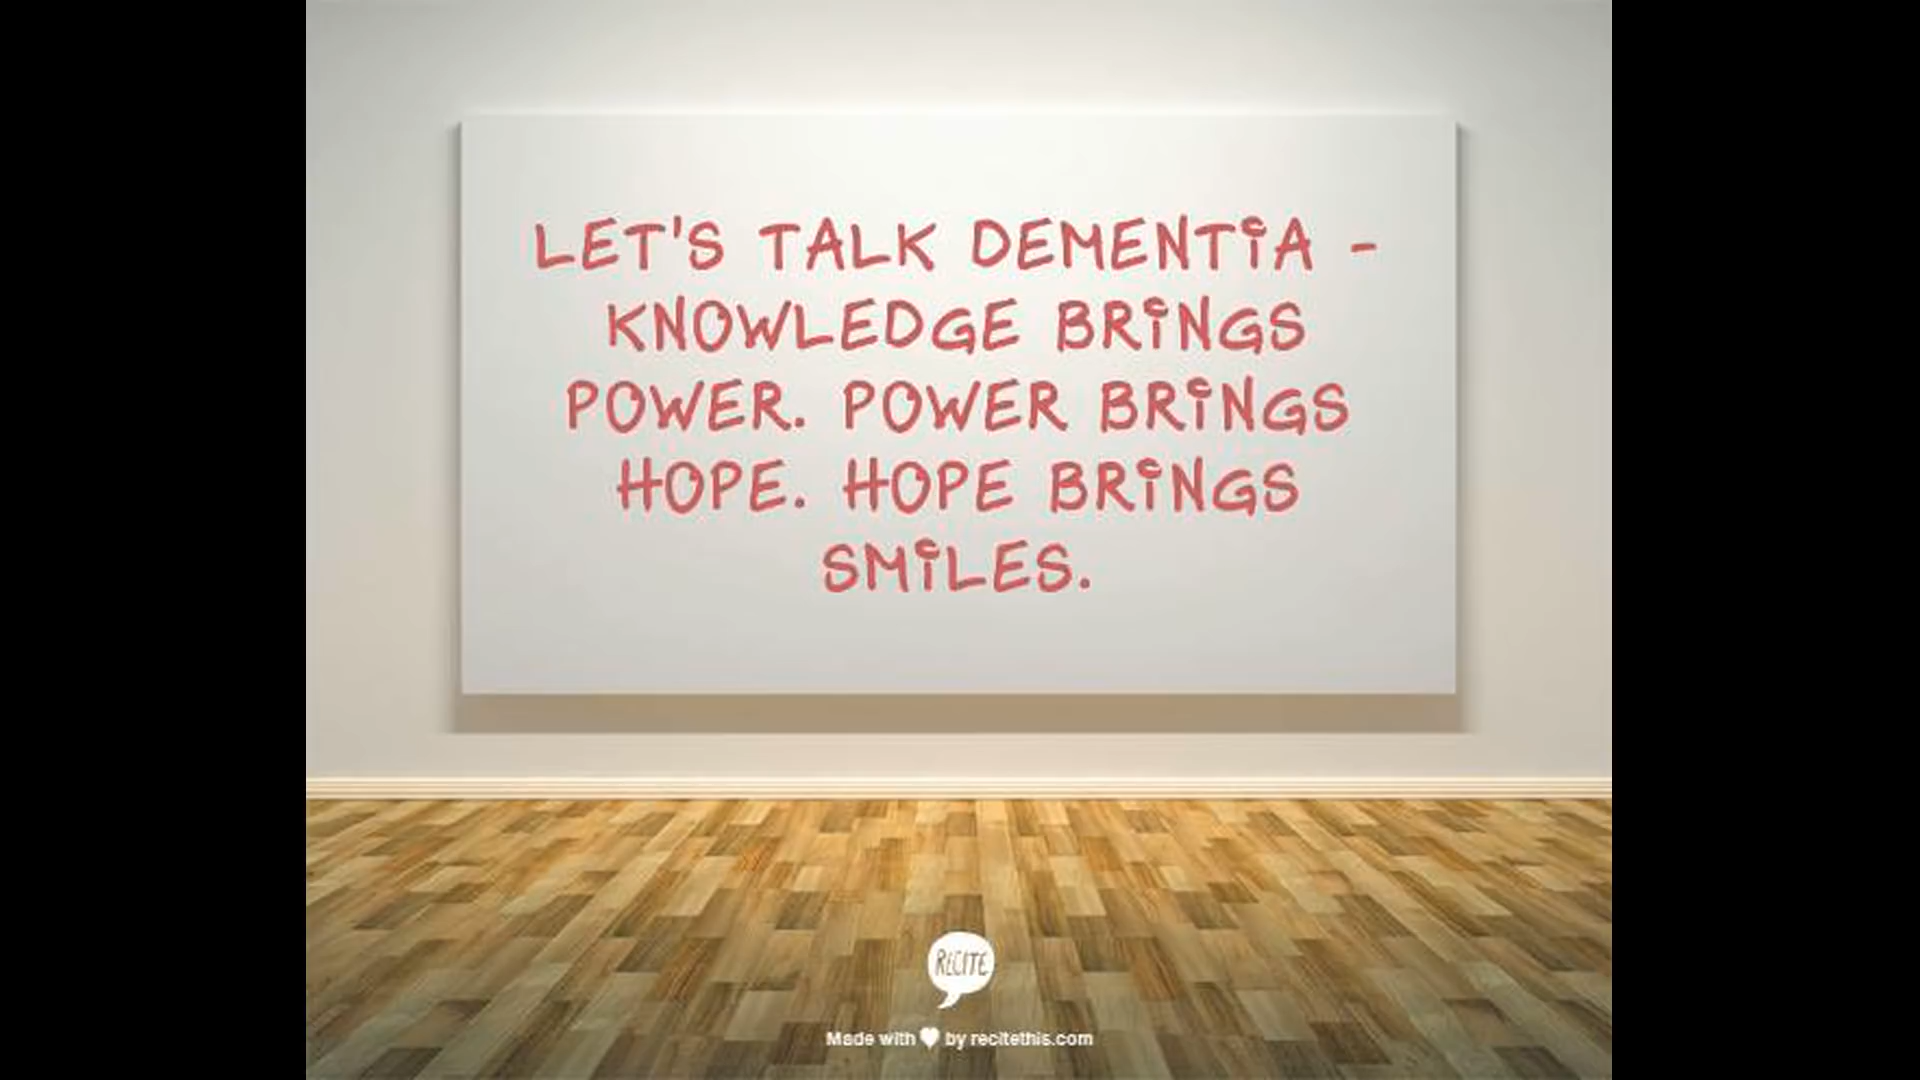 LET'S TALK DEMENTIA -
KNOWLEDGE BRINGS
POWER. POWER BRINGS
HOPE. HOPE BRINGS
SMILES.
RECITE
Made with ♥ by recitethis.com